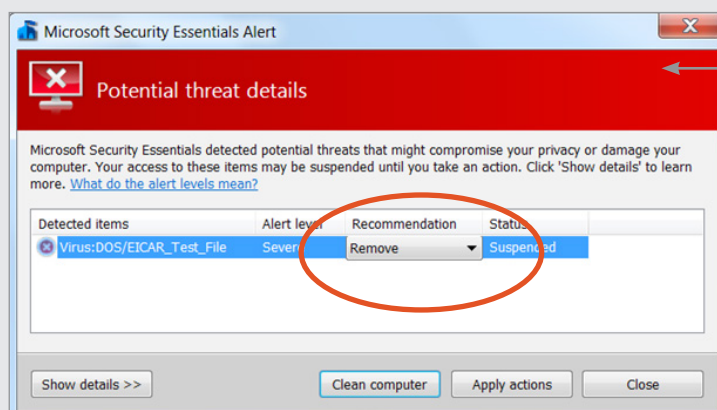 Microsoft Security Essentials Alert
Potential threat details
Microsoft Security Essentials detected potential threats that might compromise your privacy or damage your
computer. Your access to these items may be suspended until you take an action. Click 'Show details' to learn
more. What do the alert levels mean?
Detected items Alert level Recommendation Status
Virus:DOS/EICAR_Test_File Severe Remove Suspended
Show details >> Clean computer Apply actions Close